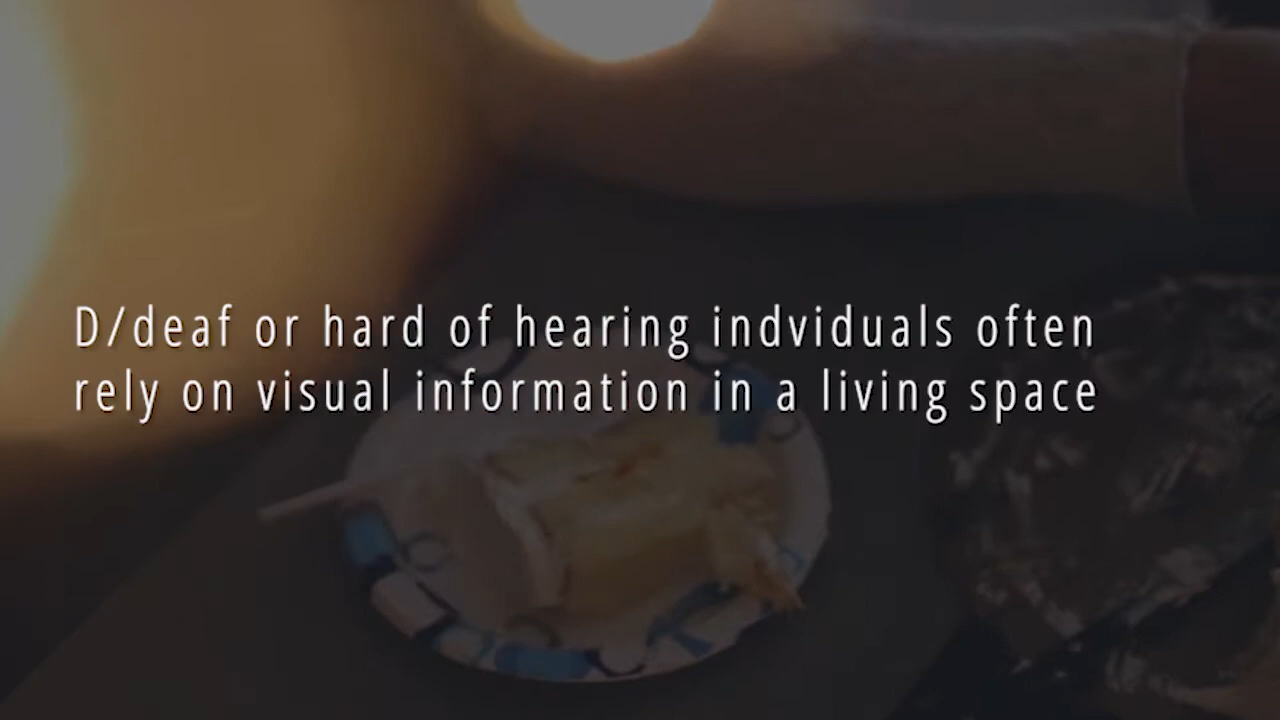 D/deaf or hard of hearing indviduals often
rely on visual information in a living space